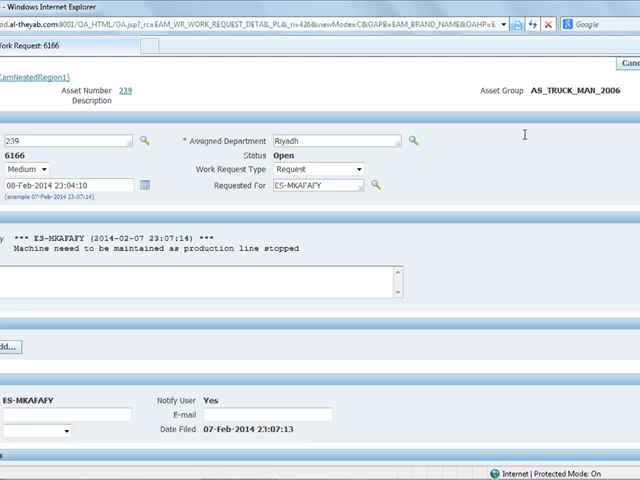 - Windows Internet Explorer
od.al-theyab.com:8001/OA_HTML/OA.jsp?_rc=EAM_WR_WORK_REQUEST_DETAIL_PL&_ri=426&viewMode=C&OAPB=EAM_BRAND_NAME&OAHP=E
Google
Work Request: 6166
Canc
EamNestedRegion1)
Asset Number 239
Asset Group AS_TRUCK_MAN_2006
Description
239
* Assigned Department Riyadh
6166
Status Open
Medium
Work Request Type Request
08-Feb-2014 23:04:10
Requested For ES-MKAFAFY
(example 07-Feb-2014 23:07:14)
y *** ES-MKAFAFY (2014-02-07 23:07:14) ***
Machine neeed to be maintained as production line stopped
dd...
ES-MKAFAFY
Notify User Yes
E-mail
Date Filed 07-Feb-2014 23:07:13
s
Internet | Protected Mode: On